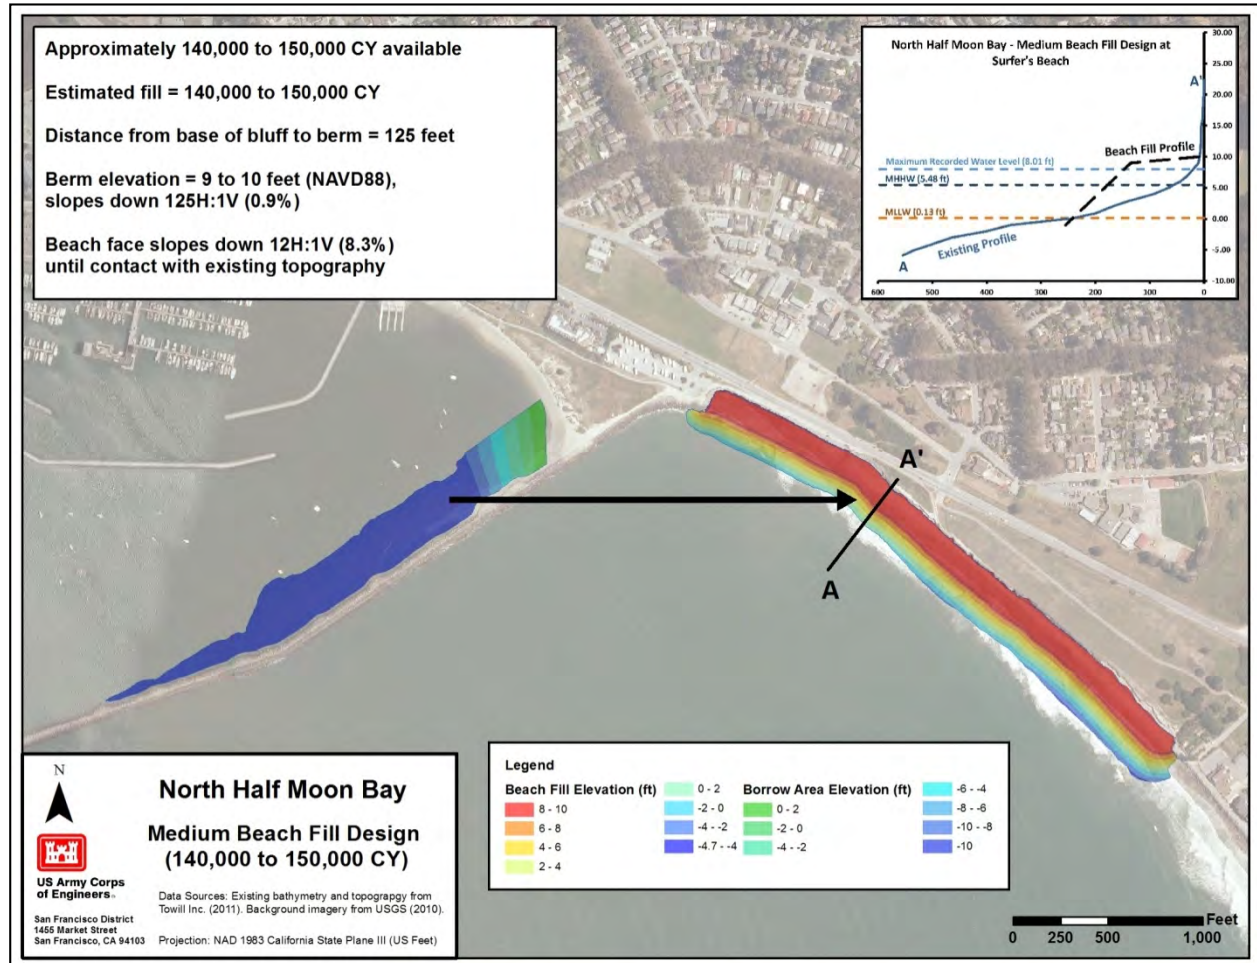 Approximately 140,000 to 150,000 CY available
Estimated fill = 140,000 to 150,000 CY
Distance from base of bluff to berm = 125 feet
Berm elevation = 9 to 10 feet (NAVD88),
slopes down 125H:1V (0.9%)
Beach face slopes down 12H:1V (8.3%)
until contact with existing topography
North Half Moon Bay - Medium Beach Fill Design at
Surfer's Beach
30.00
25.00
20.00
15.00
10.00
5.00
0.00
-5.00
-10.00
A'
Beach Fill Profile
Maximum Recorded Water Level (8.01 ft)
MHHW (5.48 ft)
MLLW (0.13 ft)
Existing Profile
A
600
500
400
300
200
100
0
A'
A
N
US Army Corps
of Engineers
San Francisco District
1455 Market Street
San Francisco, CA 94103
North Half Moon Bay
Medium Beach Fill Design
(140,000 to 150,000 CY)
Data Sources: Existing bathymetry and topograpgy from
Towill Inc. (2011). Background imagery from USGS (2010).
Projection: NAD 1983 California State Plane III (US Feet)
Legend
Beach Fill Elevation (ft)
8 - 10
6 - 8
4 - 6
2 - 4
0 - 2
-2 - 0
-4 - -2
-4.7 - -4
Borrow Area Elevation (ft)
0 - 2
-2 - 0
-4 - -2
-6 - -4
-8 - -6
-10 - -8
-10
Feet
0 250 500 1,000